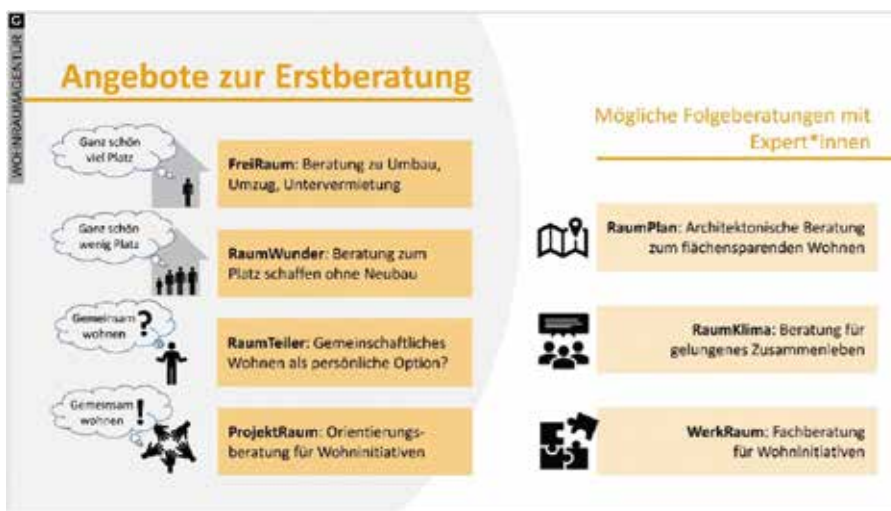 G
WOHNRAUMAGENTUR
Angebote zur Erstberatung
Ganz schön
viel Platz
FreiRaum: Beratung zu Umbau,
Umzug, Untervermietung
Ganz schön
wenig Platz
RaumWunder: Beratung zum
Platz schaffen ohne Neubau
Gemeinsam
wohnen ?
RaumTeiler: Gemeinschaftliches
Wohnen als persönliche Option?
Gemeinsam
wohnen !
ProjektRaum: Orientierungs-
beratung für Wohninitiativen
Mögliche Folgeberatungen mit
Expert*innen
RaumPlan: Architektonische Beratung
zum flächensparenden Wohnen
RaumKlima: Beratung für
gelungenes Zusammenleben
WerkRaum: Fachberatung
für Wohninitiativen